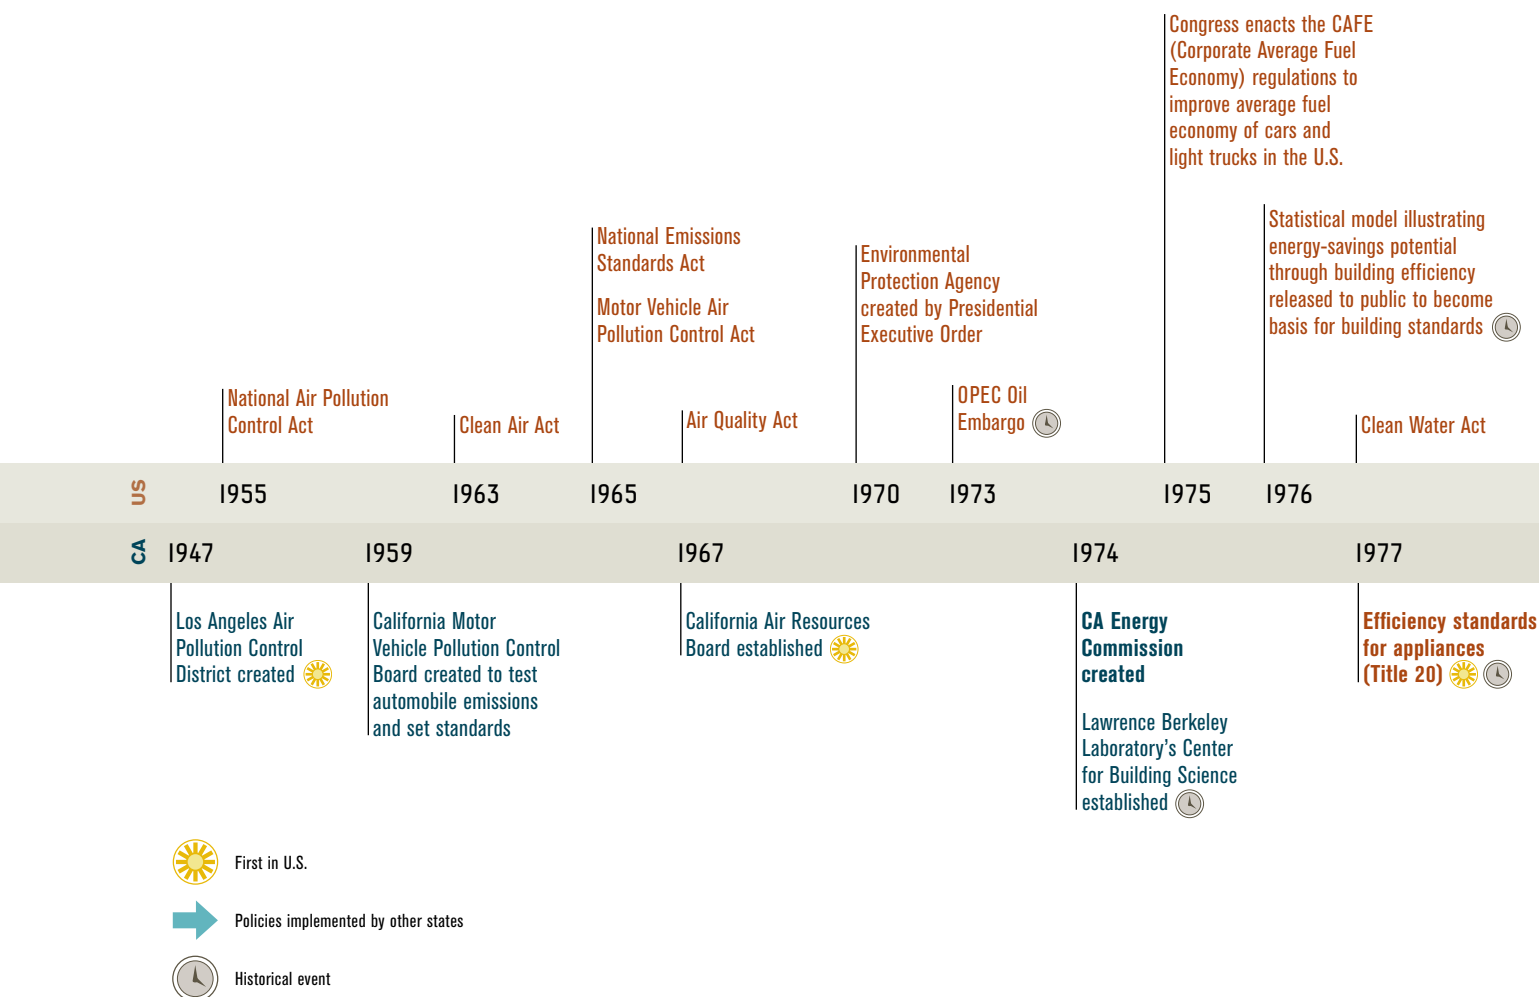 Congress enacts the CAFE
(Corporate Average Fuel
Economy) regulations to
improve average fuel
economy of cars and
light trucks in the U.S.
Statistical model illustrating
energy-savings potential
through building efficiency
released to public to become
basis for building standards
National Emissions
Standards Act
Motor Vehicle Air
Pollution Control Act
Environmental
Protection Agency
created by Presidential
Executive Order
National Air Pollution
Control Act
Clean Air Act
Air Quality Act
OPEC Oil
Embargo
Clean Water Act
US
1955
1963
1965
1970
1973
1975
1976
CA
1947
1959
1967
1974
1977
Los Angeles Air
Pollution Control
District created
California Motor
Vehicle Pollution Control
Board created to test
automobile emissions
and set standards
California Air Resources
Board established
CA Energy
Commission
created
Lawrence Berkeley
Laboratory's Center
for Building Science
established
Efficiency standards
for appliances
(Title 20)
First in U.S.
Policies implemented by other states
Historical event